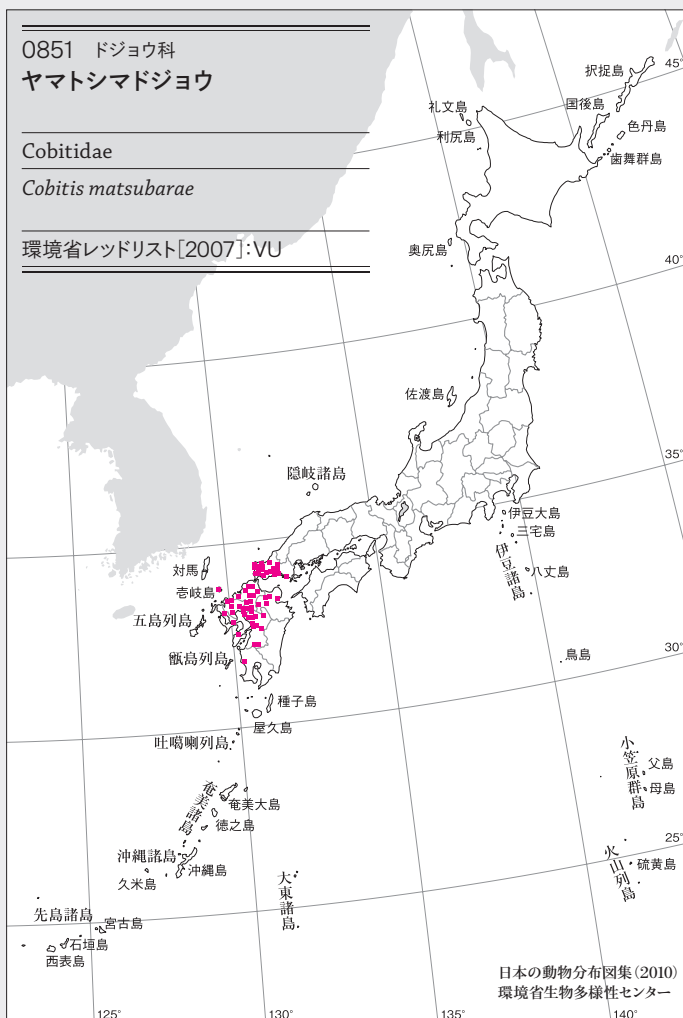 0851 ドジョウ科
ヤマトシマドジョウ
Cobitidae
Cobitis matsubarae
環境省レッドリスト[2007]:VU
択捉島
45°
礼文島
国後島
色丹島
利尻島
歯舞群島
奥尻島
40°
佐渡島
35°
隠岐諸島
伊豆大島
三宅島
伊豆諸島
八丈島
対馬
壱岐島
五島列島
甑島列島
鳥島
30°
種子島
屋久島
吐噶喇列島
小笠原群島
父島
母島
奄美諸島
奄美大島
徳之島
25°
沖縄諸島
沖縄島
久米島
火山列島
硫黄島
大東諸島
先島諸島
宮古島
石垣島
西表島
日本の動物分布図集(2010)
環境省生物多様性センター
125°
130°
135°
140°